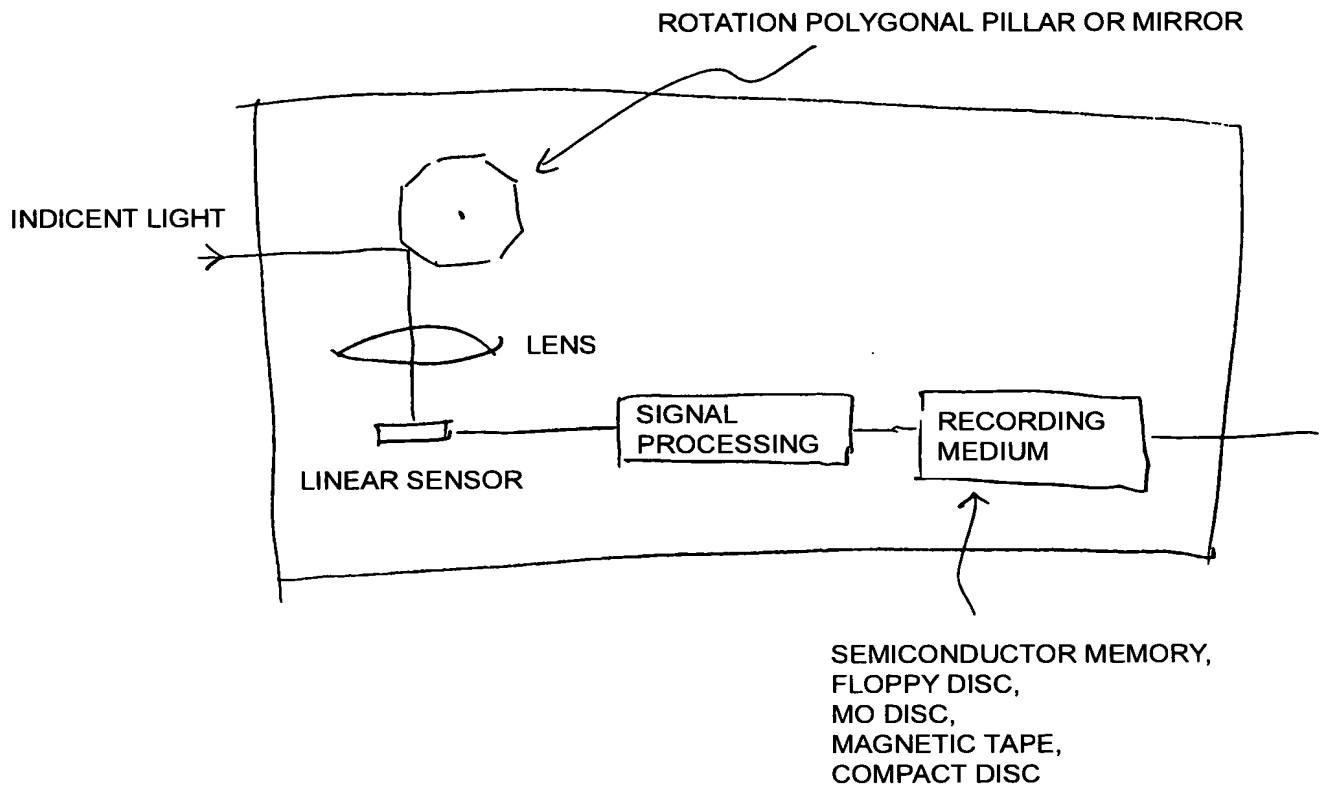 ROTATION POLYGONAL PILLAR OR MIRROR
INDICENT LIGHT
LENS
SIGNAL
PROCESSING
RECORDING
MEDIUM
LINEAR SENSOR
SEMICONDUCTOR MEMORY,
FLOPPY DISC,
MO DISC,
MAGNETIC TAPE,
COMPACT DISC